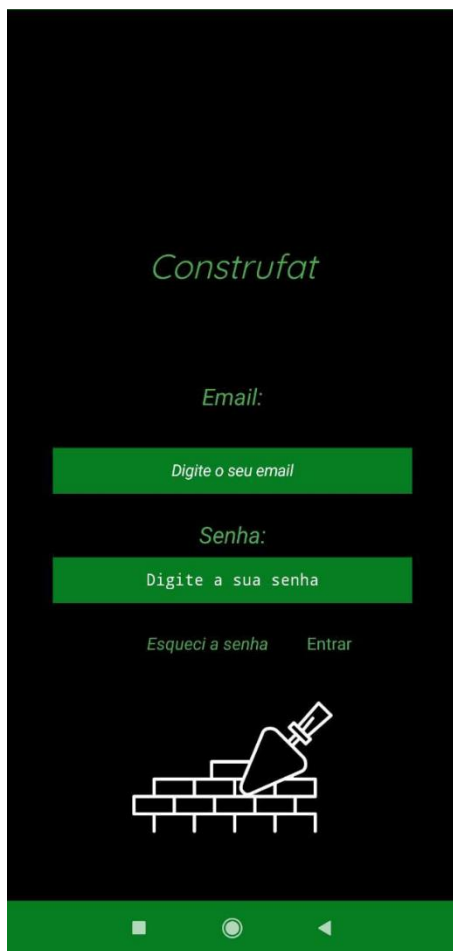 Construfat
Email:
Digite o seu email
Senha:
Digite a sua senha
Esqueci a senha Entrar